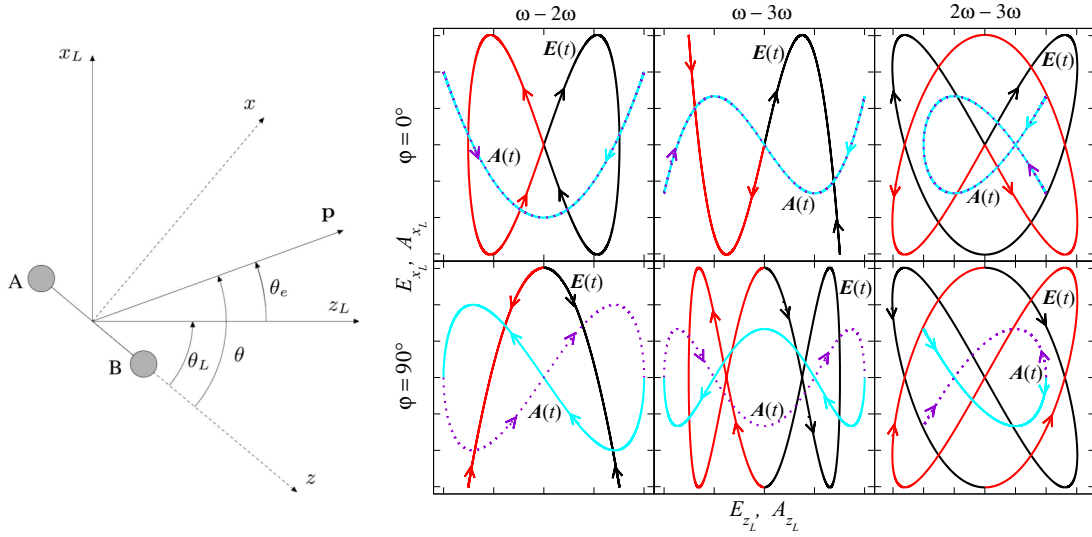 x_L
x
p
A
θ_e
z_L
B
θ_L
θ
z
ω − 2ω
ω − 3ω
2ω − 3ω
E_{x_L}, A_{x_L}
φ = 0°
E(t)
A(t)
E(t)
A(t)
E(t)
A(t)
φ = 90°
E(t)
A(t)
E(t)
A(t)
E(t)
A(t)
E_{z_L}, A_{z_L}